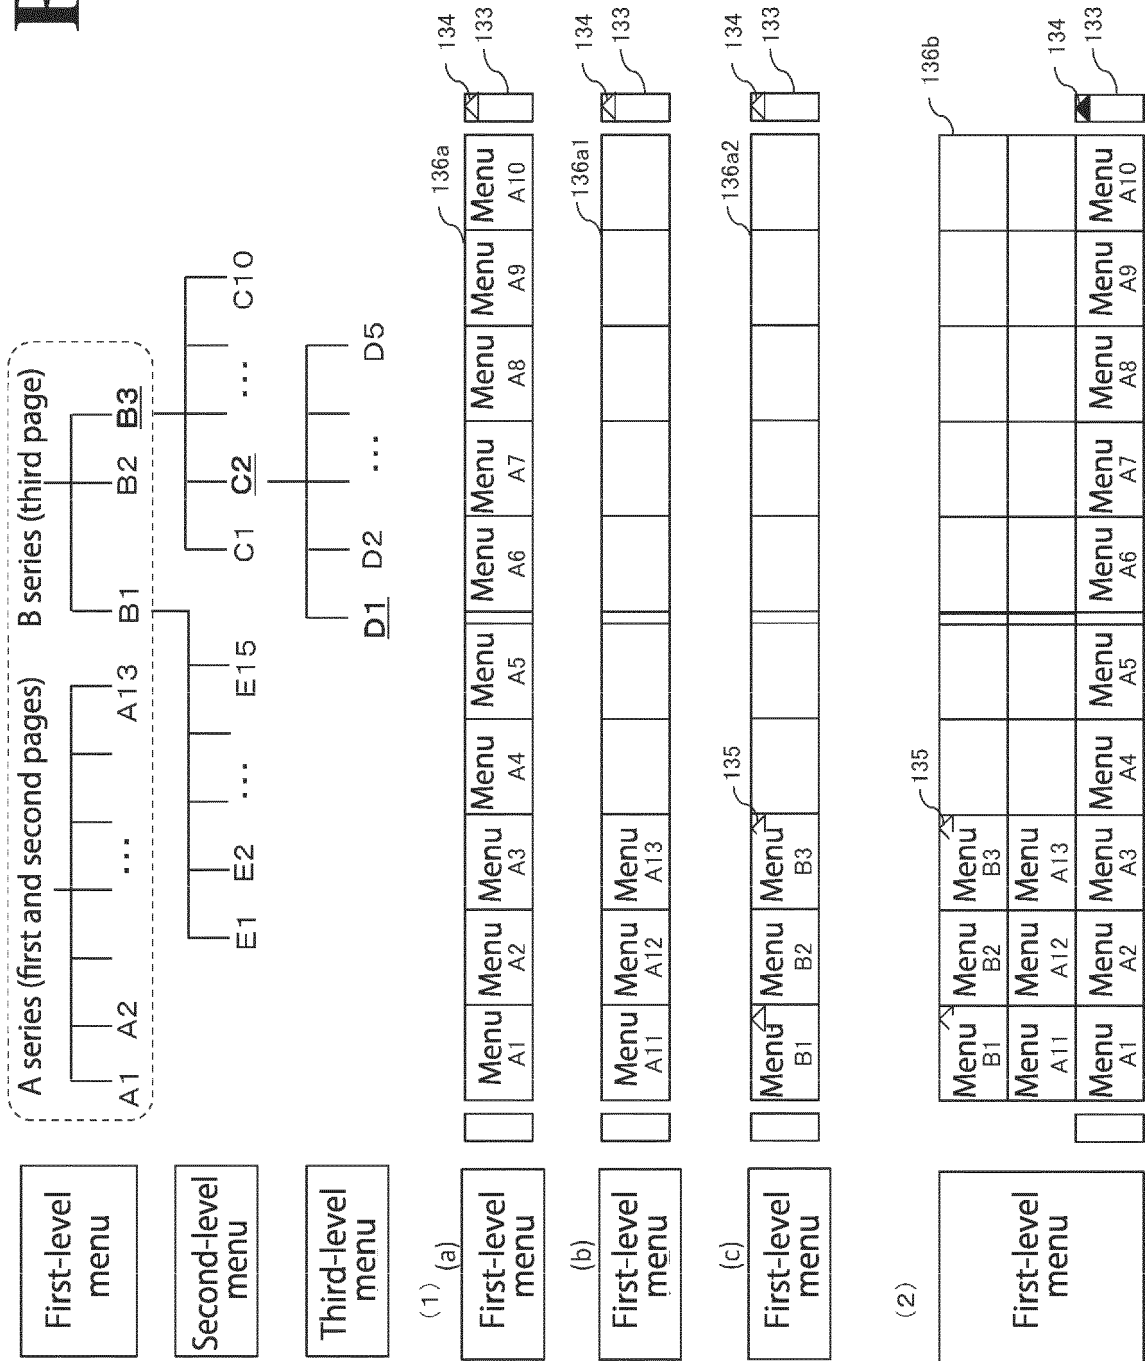 First-level
menu
A series (first and second pages)
B series (third page)
A1
A2
...
A13
B1
B2
B3
Second-level
menu
E1
E2
...
E15
C1
C2
...
C10
Third-level
menu
D1
D2
...
D5
(1)
(a)
First-level
menu
Menu
A1
Menu
A2
Menu
A3
Menu
A4
Menu
A5
Menu
A6
Menu
A7
Menu
A8
Menu
A9
Menu
A10
136a
134
133
(b)
First-level
menu
Menu
A11
Menu
A12
Menu
A13
136a1
134
133
(c)
First-level
menu
Menu
B1
Menu
B2
Menu
B3
135
136a2
134
133
(2)
First-level
menu
Menu
B1
Menu
B2
Menu
B3
135
136b
Menu
A11
Menu
A12
Menu
A13
Menu
A1
Menu
A2
Menu
A3
Menu
A4
Menu
A5
Menu
A6
Menu
A7
Menu
A8
Menu
A9
Menu
A10
134
133